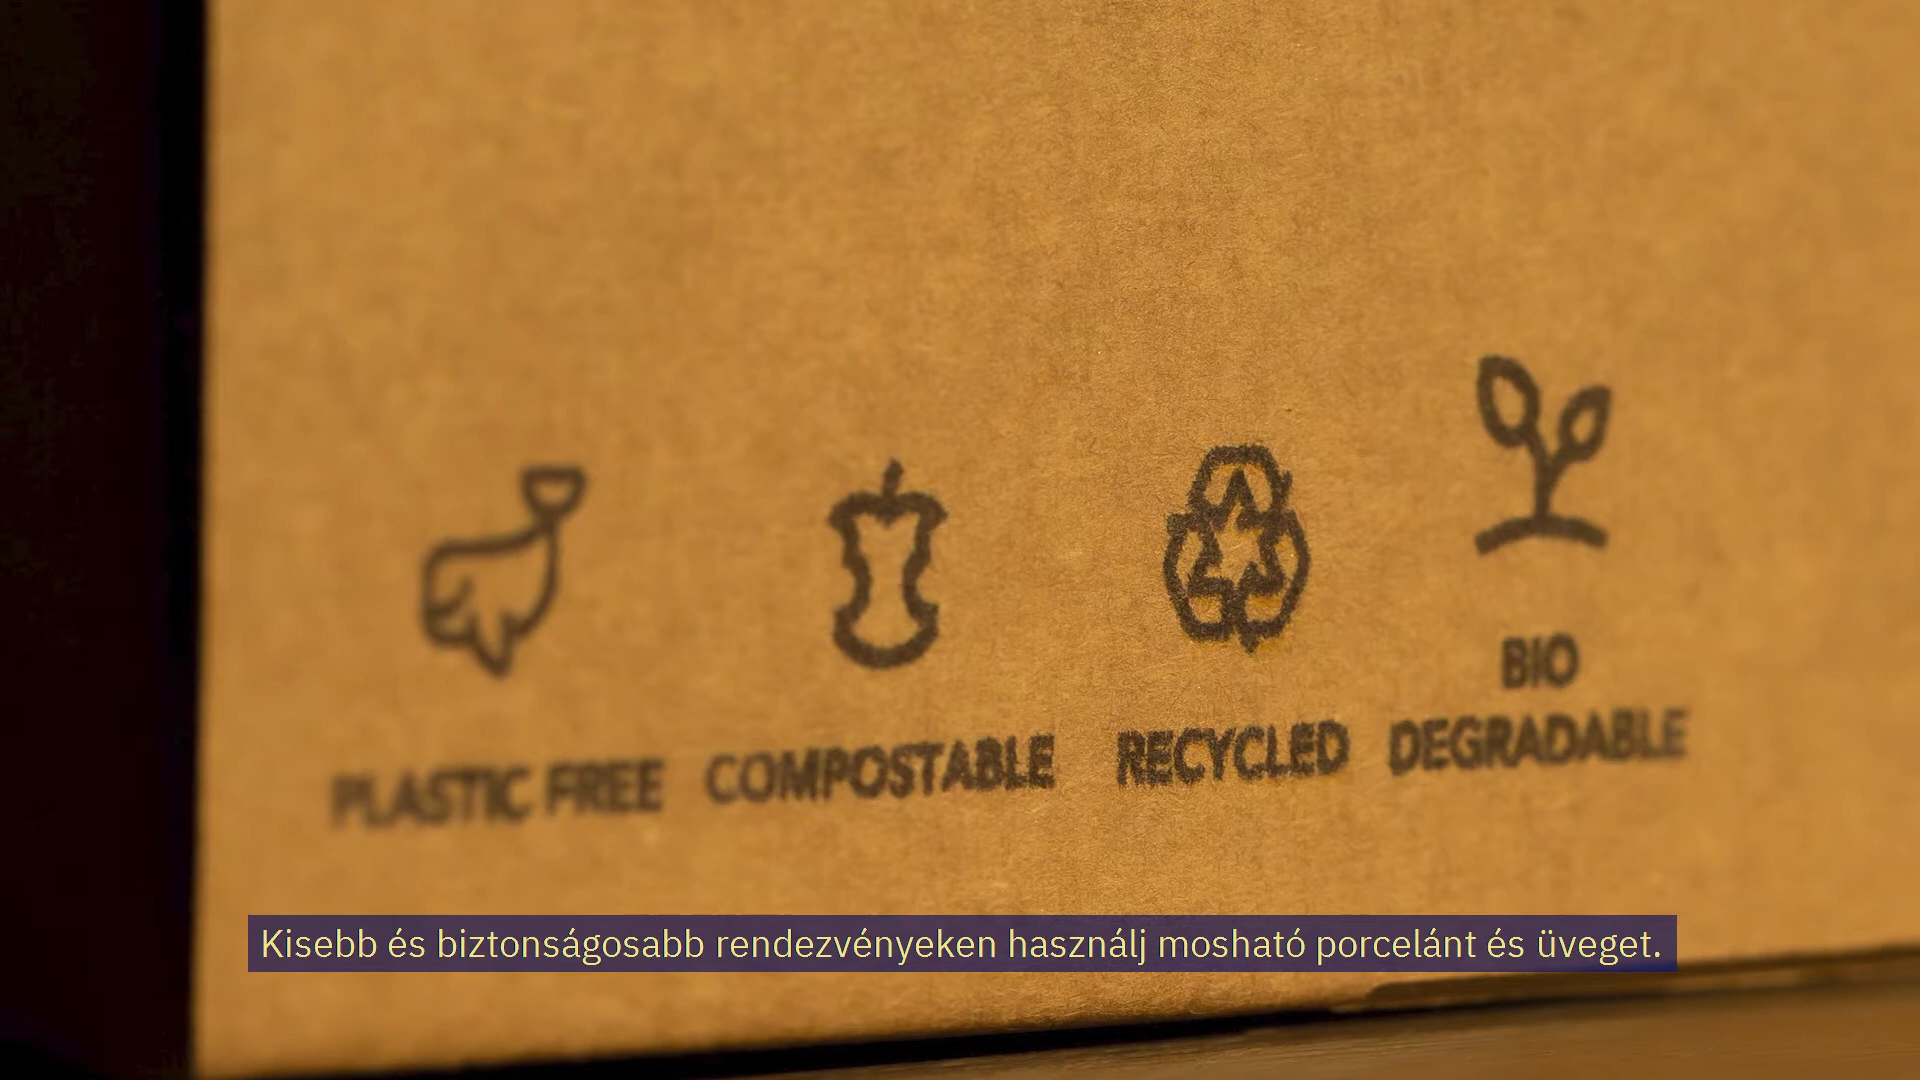 PLASTIC FREE COMPOSTABLE RECYCLED BIO
DEGRADABLE
Kisebb és biztonságosabb rendezvényeken használj mosható porcelánt és üveget.